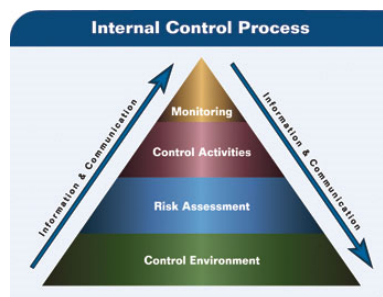 Internal Control Process
Monitoring
Control Activities
Risk Assessment
Control Environment
Information & Communication
Information & Communication